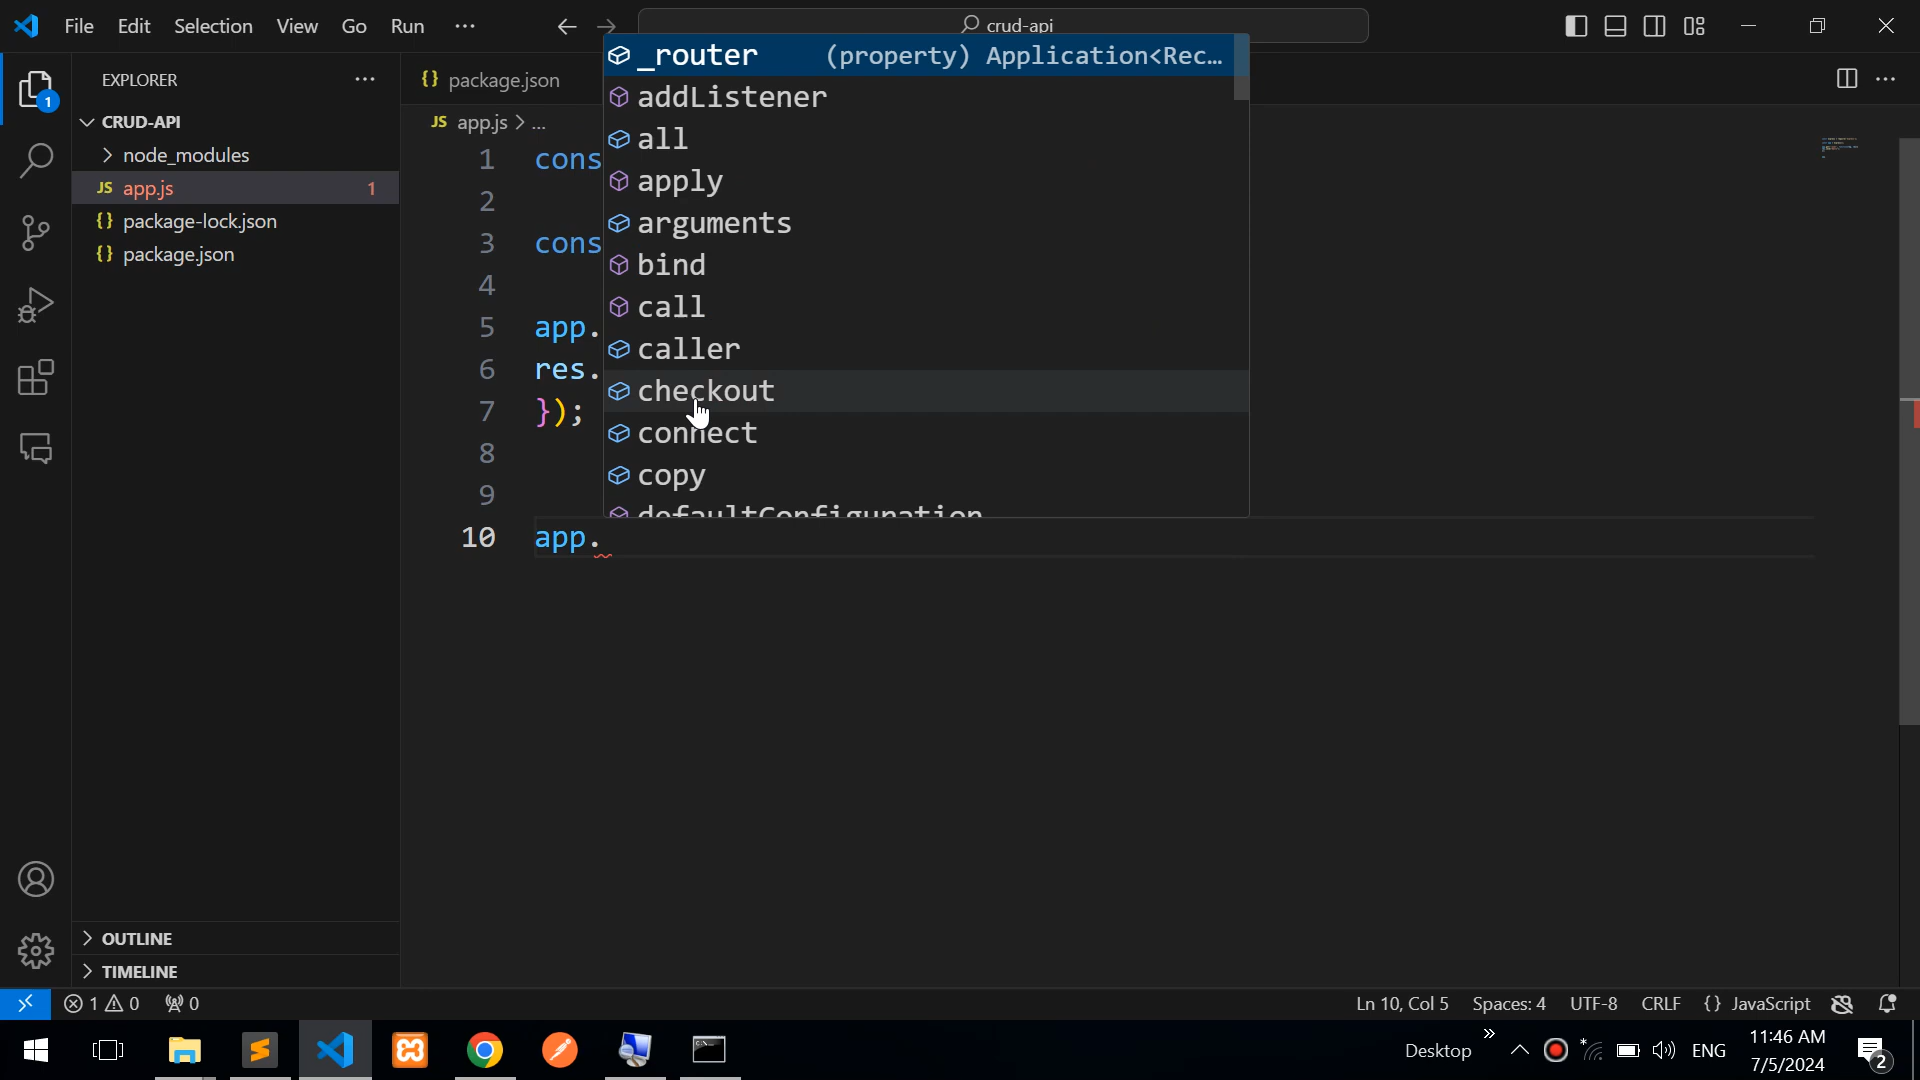 File Edit Selection View Go Run ...
crud-api
EXPLORER
1
CRUD-API
node_modules
JS app.js 1
{} package-lock.json
{} package.json
OUTLINE
TIMELINE
{} package.json
JS app.js > ...
1 cons
2
3 cons
4
5 app.
6 res.
7 });
8
9
10 app.
_router (property) Application<Rec...
addListener
all
apply
arguments
bind
call
caller
checkout
connect
copy
defaultConfiguration
1 0 0
Ln 10, Col 5 Spaces: 4 UTF-8 CRLF {} JavaScript
Desktop ENG 11:46 AM
7/5/2024
2